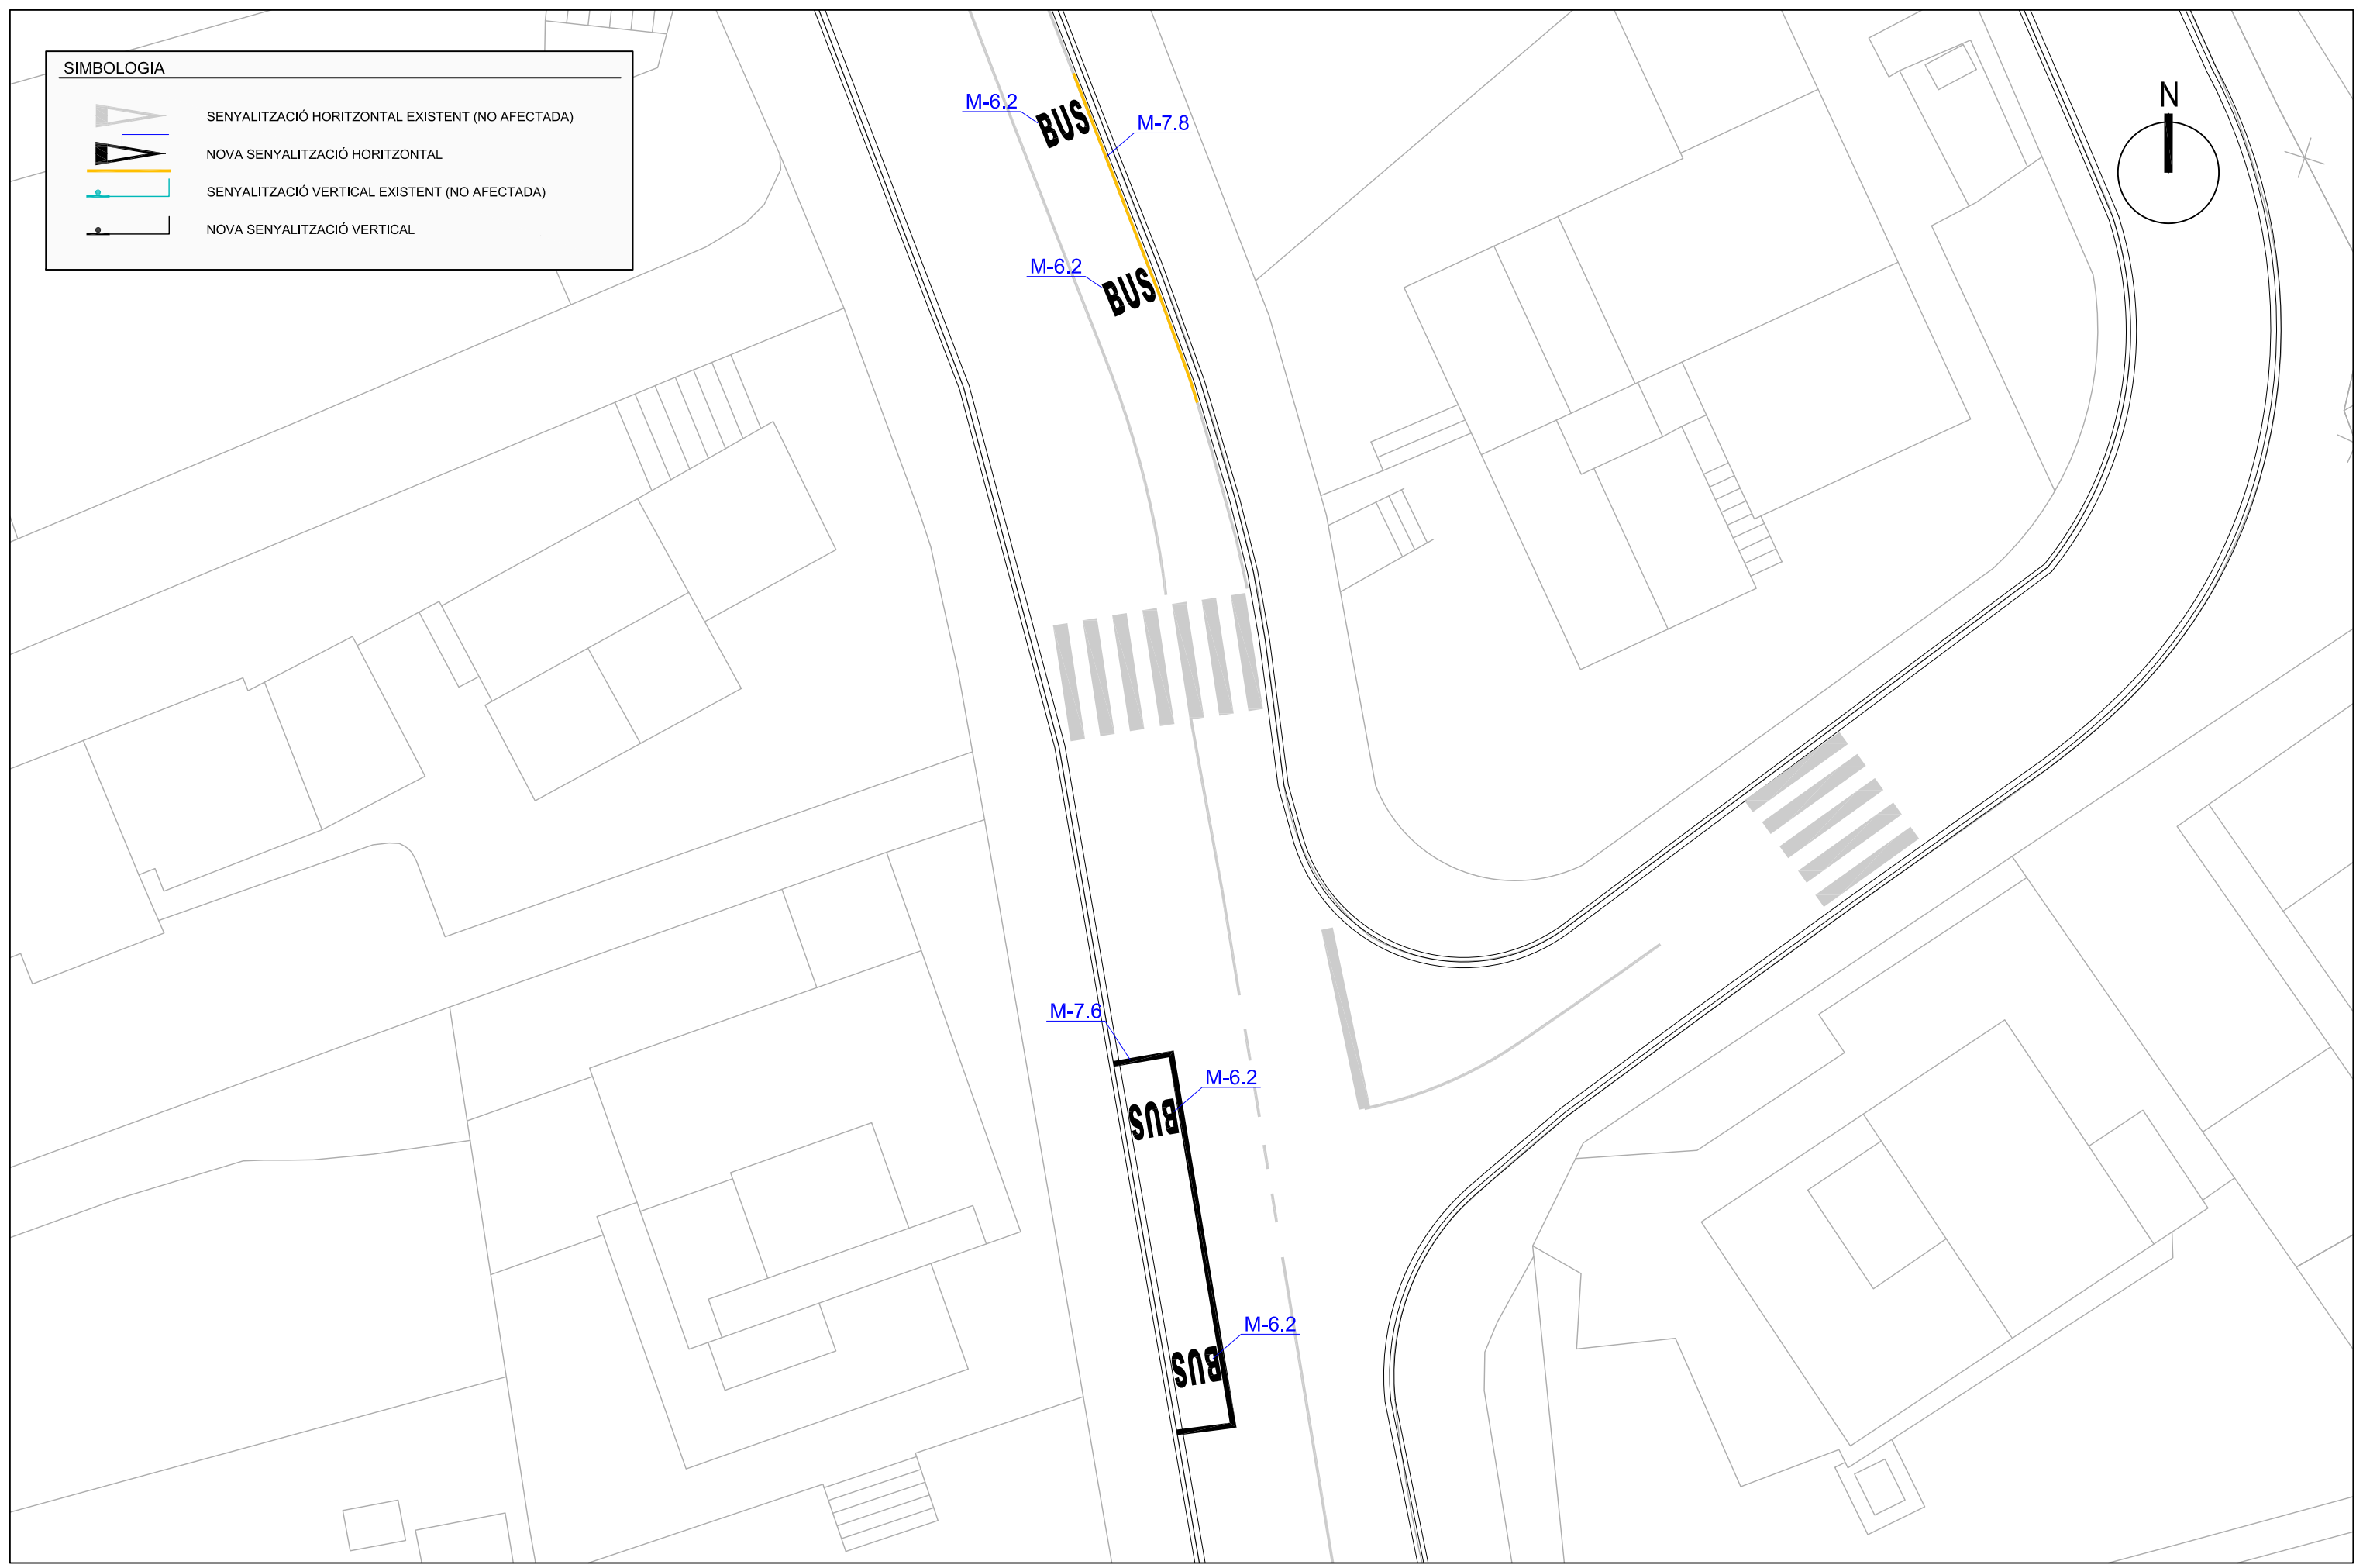 SIMBOLOGIA
SENYALITZACIÓ HORITZONTAL EXISTENT (NO AFECTADA)
NOVA SENYALITZACIÓ HORITZONTAL
SENYALITZACIÓ VERTICAL EXISTENT (NO AFECTADA)
NOVA SENYALITZACIÓ VERTICAL
N
M-6.2
BUS
M-7.8
M-6.2
BUS
M-7.6
M-6.2
BUS
M-6.2
BUS